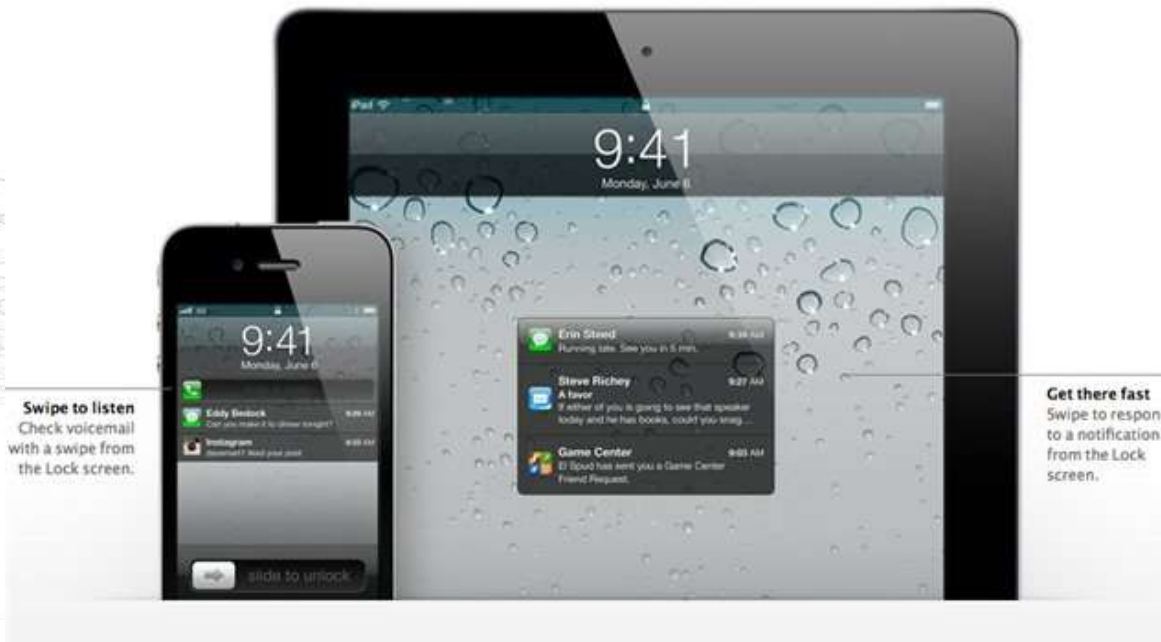 iPad
9:41
Monday, June 6
9:41
Monday, June 6
Eddy Bedock
Can you make it to dinner tonight?
Instagram
liked your post
slide to unlock
Erin Steed
Running late. See you in 5 min.
Steve Richey 9:27 AM
A favor
If either of you is going to see that speaker
today and he has books, could you snag...
Game Center 9:03 AM
El Spud has sent you a Game Center
Friend Request.
Swipe to listen
Check voicemail
with a swipe from
the Lock screen.
Get there fast
Swipe to respon
to a notification
from the Lock
screen.